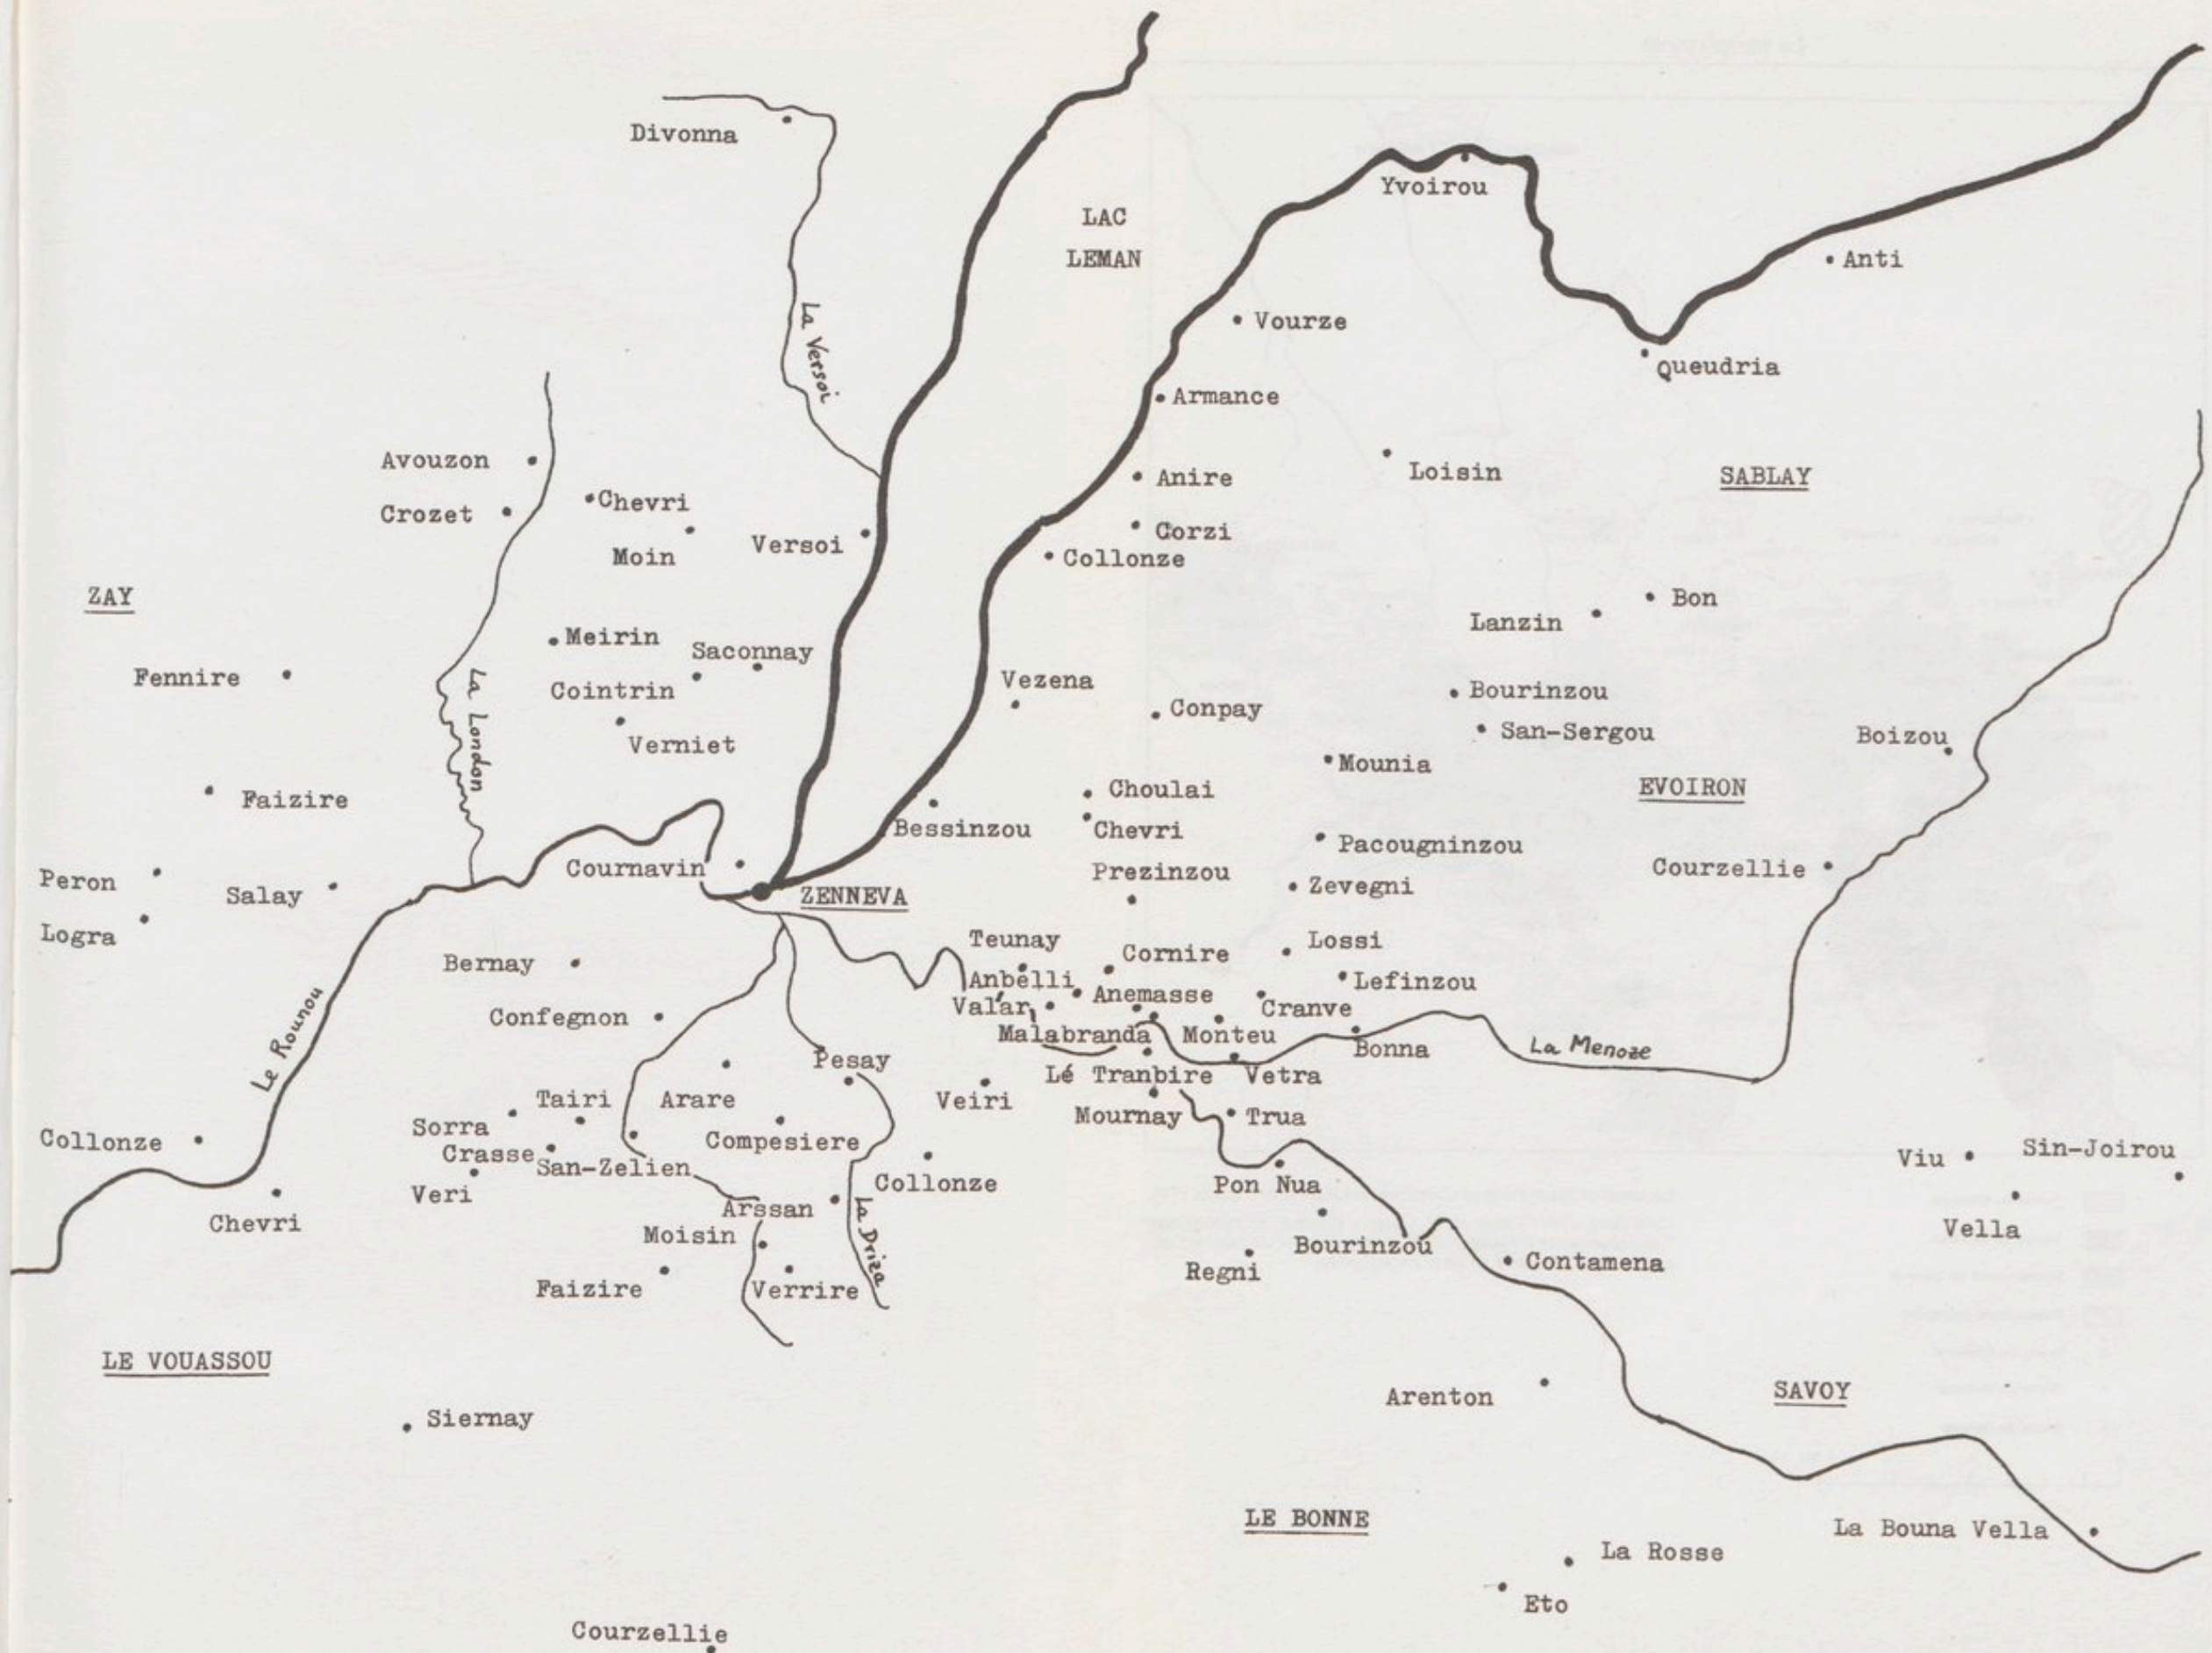 Divonna
LAC
LEMAN
Yvoirou
Anti
La Versoi
Vourze
Queudria
Armance
Avouzon
Crozet
Chevri
Moin
Versoi
Anire
Corzi
Collonze
Loisin
SABLAY
ZAY
Lanzin
Bon
Fennire
Meirin
Saconnay
Cointrin
Verniet
La London
Vezena
Conpay
Bourinzou
San-Sergou
Boizou
Mounia
EVOIRON
Faizire
Choulai
Chevri
Bessinzou
Prezinzou
Pacougninzou
Zevegni
Courzellie
Cournavin
ZENNEVA
Peron
Salay
Logra
Bernay
Teunay
Cornire
Lossi
Lefinzou
Anbelli
Anemasse
Cranve
Valar
Malabranda
Monteu
Bonna
La Menoze
Le Rounou
Confegnon
Pesay
Lé Tranbire
Vetra
Veiri
Mournay
Trua
Tairi
Arare
Sorra
Crasse
San-Zelien
Compesiere
Collonze
Veri
Collonze
Chevri
Arssan
Moisin
La Driza
Faizire
Verrire
Pon Nua
Bourinzou
Regni
Contamena
Viu
Sin-Joirou
Vella
LE VOUASSOU
Siernay
Arenton
SAVOY
LE BONNE
La Bouna Vella
La Rosse
Eto
Courzellie